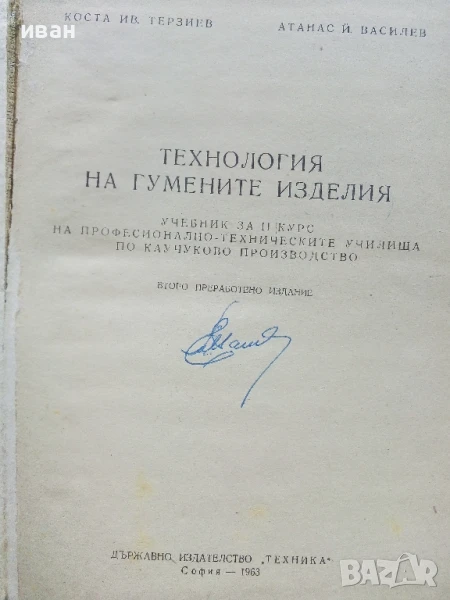 иван
КОСТА ИВ. ТЕРЗИЕВ
АТАНАС Й. ВАСИЛЕВ
ТЕХНОЛОГИЯ
НА ГУМЕНИТЕ ИЗДЕЛИЯ
УЧЕБНИК ЗА II КУРС
НА ПРОФЕСИОНАЛНО-ТЕХНИЧЕСКИТЕ УЧИЛИЩА
ПО КАУЧУКОВО ПРОИЗВОДСТВО
ВТОРО ПРЕРАБОТЕНО ИЗДАНИЕ
ДЪРЖАВНО ИЗДАТЕЛСТВО „ТЕХНИКА"
София — 1963
BAZAR